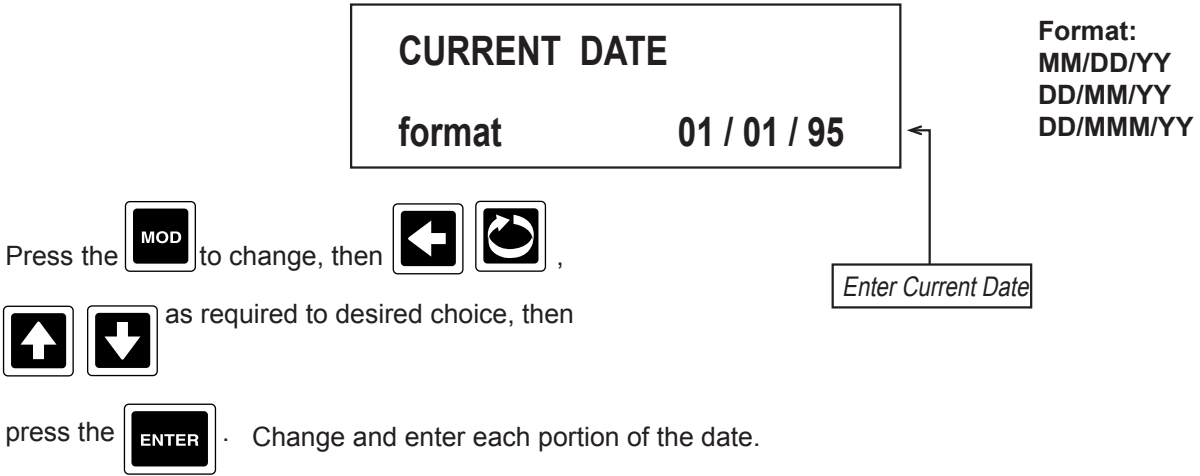 CURRENT DATE
format 01 / 01 / 95
Format:
MM/DD/YY
DD/MM/YY
DD/MMM/YY
Enter Current Date
Press the MOD to change, then ,
as required to desired choice, then
press the ENTER . Change and enter each portion of the date.